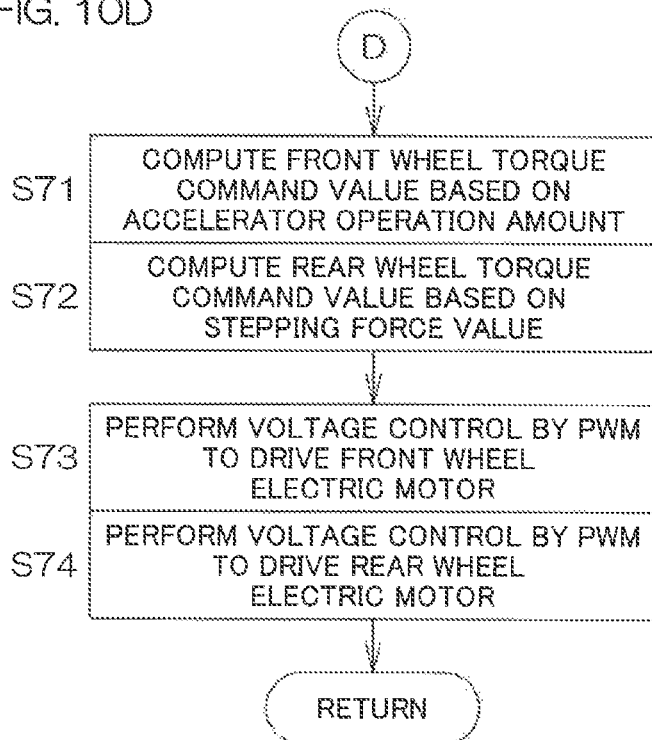 FIG. 10D
D
S71
COMPUTE FRONT WHEEL TORQUE
COMMAND VALUE BASED ON
ACCELERATOR OPERATION AMOUNT
S72
COMPUTE REAR WHEEL TORQUE
COMMAND VALUE BASED ON
STEPPING FORCE VALUE
S73
PERFORM VOLTAGE CONTROL BY PWM
TO DRIVE FRONT WHEEL
ELECTRIC MOTOR
S74
PERFORM VOLTAGE CONTROL BY PWM
TO DRIVE REAR WHEEL
ELECTRIC MOTOR
RETURN